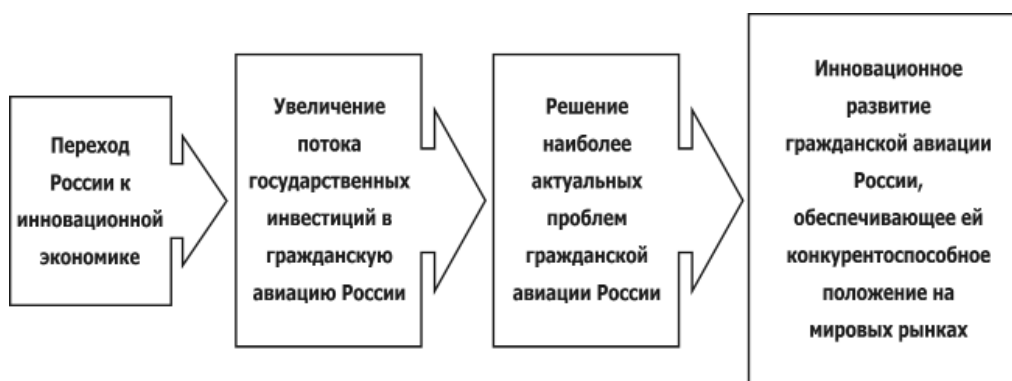 Переход
России к
инновационной
экономике
Увеличение
потока
государственных
инвестиций в
гражданскую
авиацию России
Решение
наиболее
актуальных
проблем
гражданской
авиации России
Инновационное
развитие
гражданской авиации
России,
обеспечивающее ей
конкурентоспособное
положение на
мировых рынках